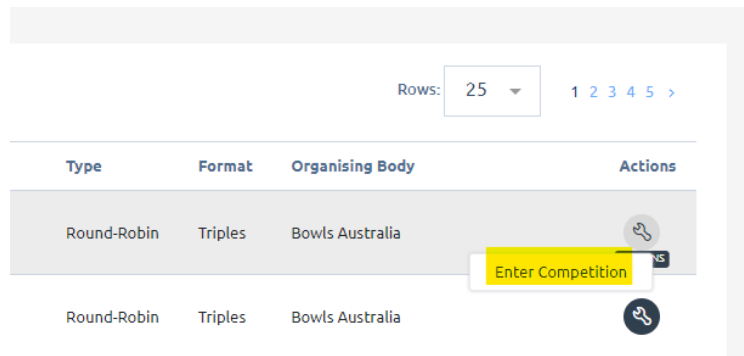 Rows: 25 1 2 3 4 5 >
Type Format Organising Body Actions
Round-Robin Triples Bowls Australia
NS
Enter Competition
Round-Robin Triples Bowls Australia